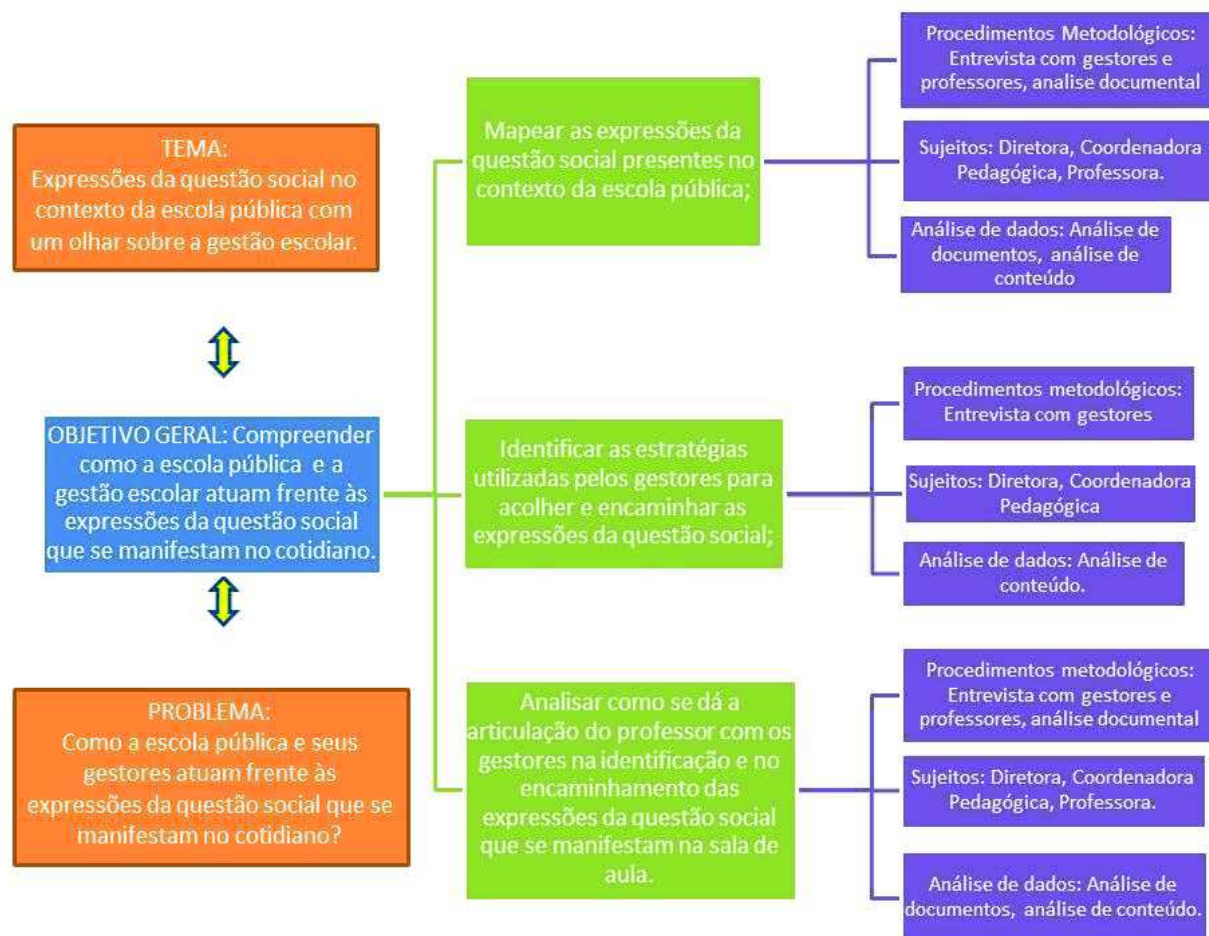 TEMA:
Expressões da questão social no
contexto da escola pública com
um olhar sobre a gestão escolar.
OBJETIVO GERAL: Compreender
como a escola pública e a
gestão escolar atuam frente às
expressões da questão social
que se manifestam no cotidiano.
PROBLEMA:
Como a escola pública e seus
gestores atuam frente às
expressões da questão social que se
manifestam no cotidiano?
Mapear as expressões da
questão social presentes no
contexto da escola pública;
Procedimentos Metodológicos:
Entrevista com gestores e
professores, analise documental
Sujeitos: Diretora, Coordenadora
Pedagógica, Professora.
Análise de dados: Análise de
documentos, análise de
conteúdo
Identificar as estratégias
utilizadas pelos gestores para
acolher e encaminhar as
expressões da questão social;
Procedimentos metodológicos:
Entrevista com gestores
Sujeitos: Diretora, Coordenadora
Pedagógica
Análise de dados: Análise de
conteúdo.
Analisar como se dá a
articulação do professor com os
gestores na identificação e no
encaminhamento das
expressões da questão social
que se manifestam na sala de
aula.
Procedimentos metodológicos:
Entrevista com gestores e
professores, análise documental
Sujeitos: Diretora, Coordenadora
Pedagógica, Professora.
Análise de dados: Análise de
documentos, análise de conteúdo.